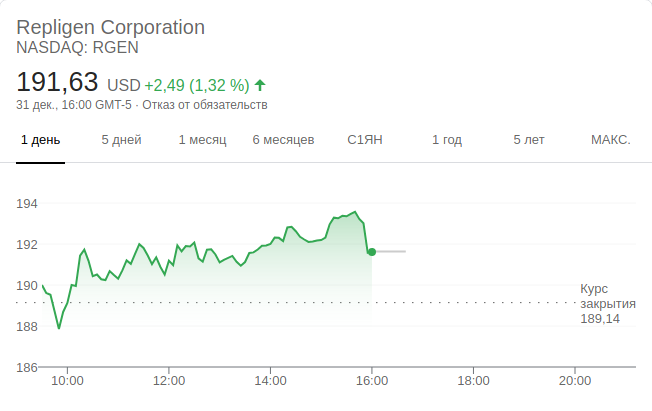 Repligen Corporation
NASDAQ: RGEN
191,63 USD +2,49 (1,32 %)
31 дек., 16:00 GMT-5 · Отказ от обязательств
1 день 5 дней 1 месяц 6 месяцев С1ЯН 1 год 5 лет МАКС.
194
192
190
188
186
Курс
закрытия
189,14
10:00 12:00 14:00 16:00 18:00 20:00